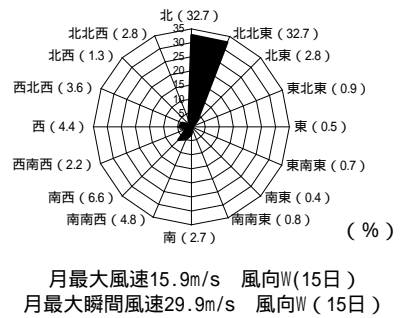 北(32.7)
北北西(2.8)
北北東(32.7)
北西(1.3)
北東(2.8)
西北西(3.6)
東北東(0.9)
西(4.4)
東(0.5)
西南西(2.2)
東南東(0.7)
南西(6.6)
南東(0.4)
南南西(4.8)
南南東(0.8)
南(2.7)
35
30
25
20
15
10
5
0
(%)
月最大風速15.9m/s 風向W(15日)
月最大瞬間風速29.9m/s 風向W(15日)